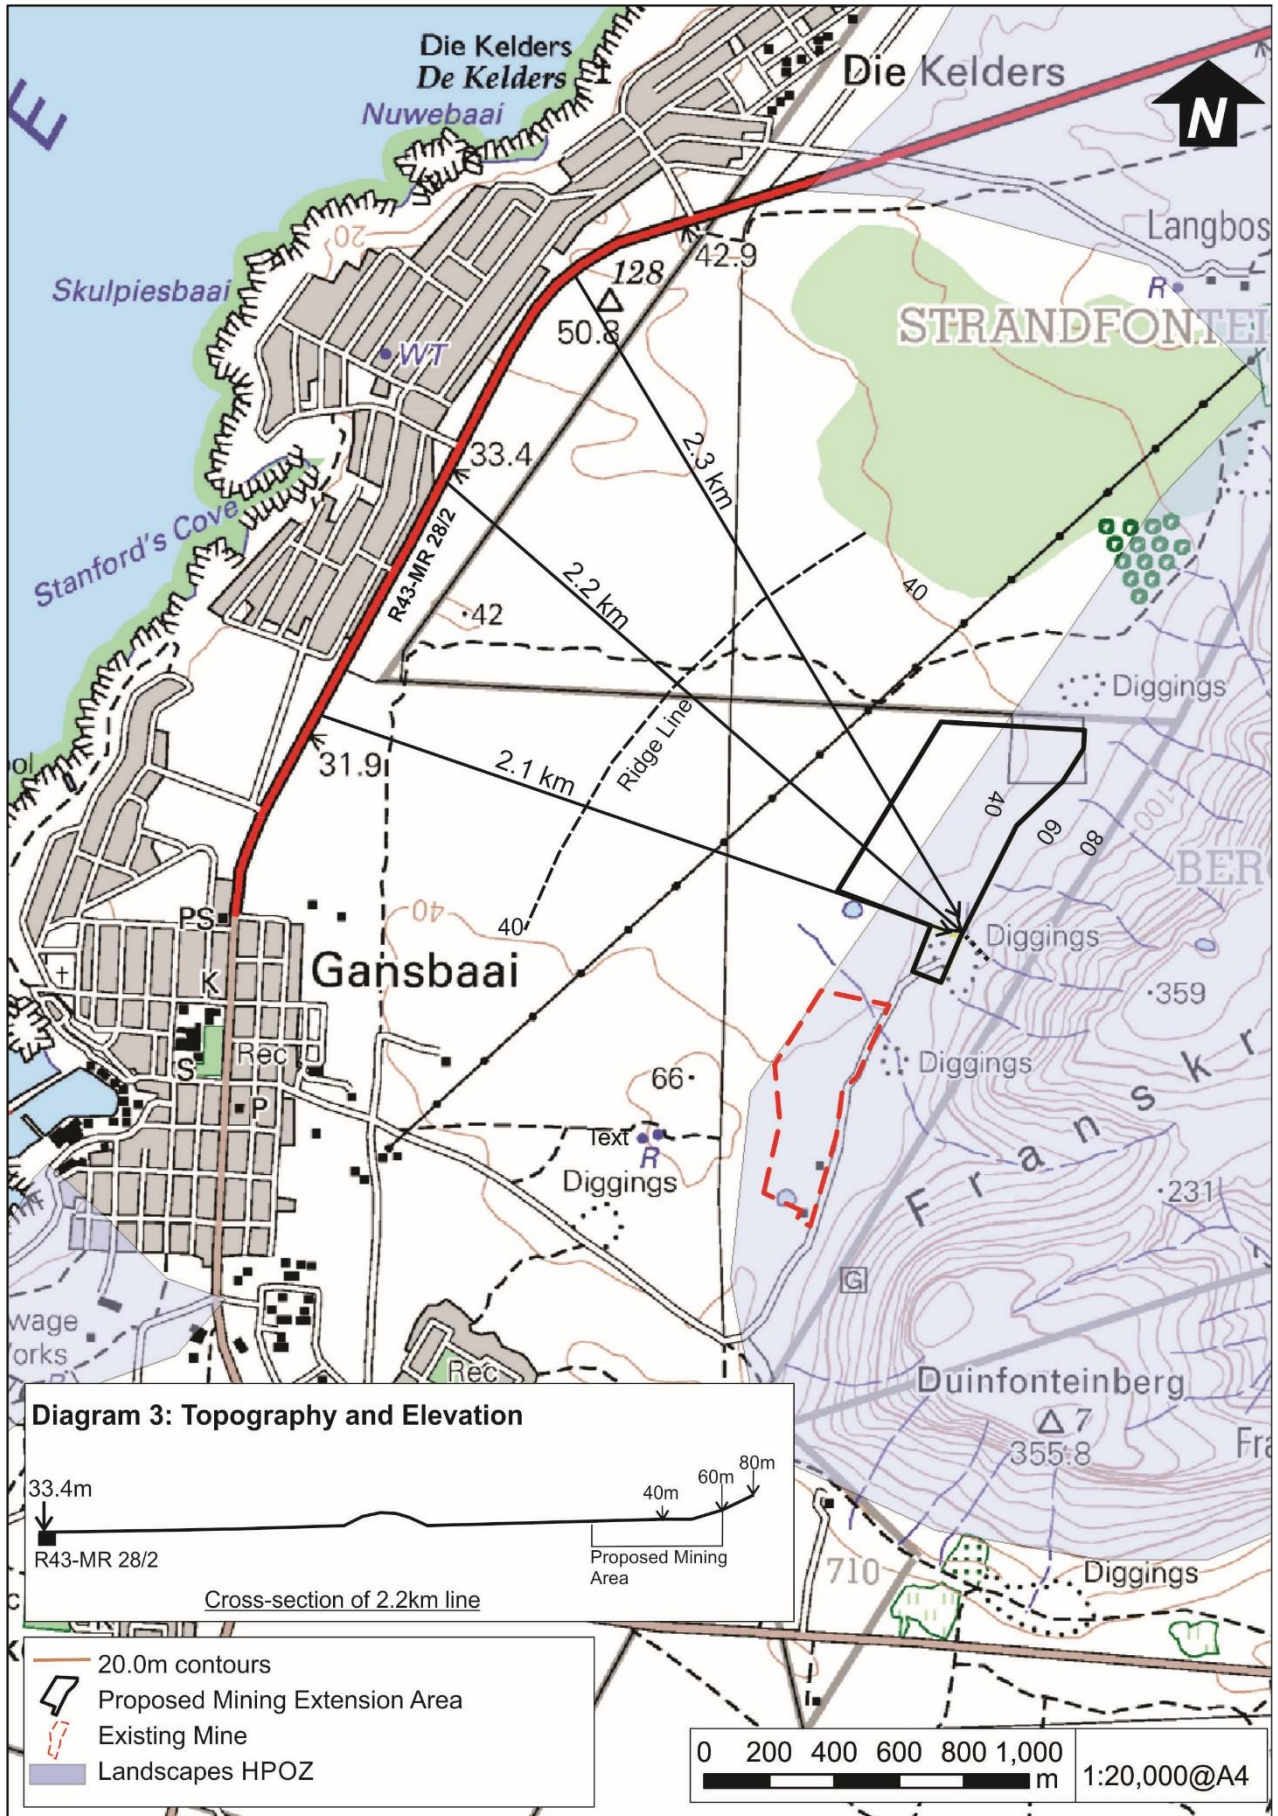 Die Kelders
De Kelders
Die Kelders
Nuwebaai
N
E
Langbos
20
42.9
128
Skulpiesbaai
R
50.8
STRANDFONTEI
WT
2.3 km
33.4
Stanford's Cove
R43-MR 28/2
2.2 km
42
40
Diggings
Ridge Line
31.9
2.1 km
40
60
80
100
BERG
PS
40
40
Diggings
Gansbaai
K
359
Rec
S
Diggings
66
P
Text
R
Diggings
Franskr
231
G
wage
orks
Rec
Duinfonteinberg
7
355.8
Fra
Diagram 3: Topography and Elevation
33.4m
40m
60m
80m
R43-MR 28/2
Proposed Mining
Area
Cross-section of 2.2km line
710
Diggings
20.0m contours
Proposed Mining Extension Area
Existing Mine
Landscapes HPOZ
0 200 400 600 800 1,000
m
1:20,000@A4